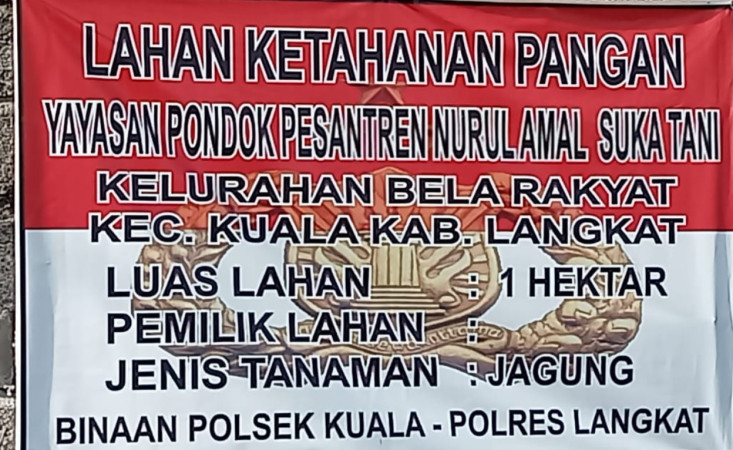 LAHAN KETAHANAN PANGAN
YAYASAN PONDOK PESANTREN NURUL AMAL SUKA TANI
KELURAHAN BELA RAKYAT
KEC. KUALA KAB. LANGKAT
LUAS LAHAN : 1 HEKTAR
PEMILIK LAHAN :
JENIS TANAMAN : JAGUNG
BINAAN POLSEK KUALA - POLRES LANGKAT